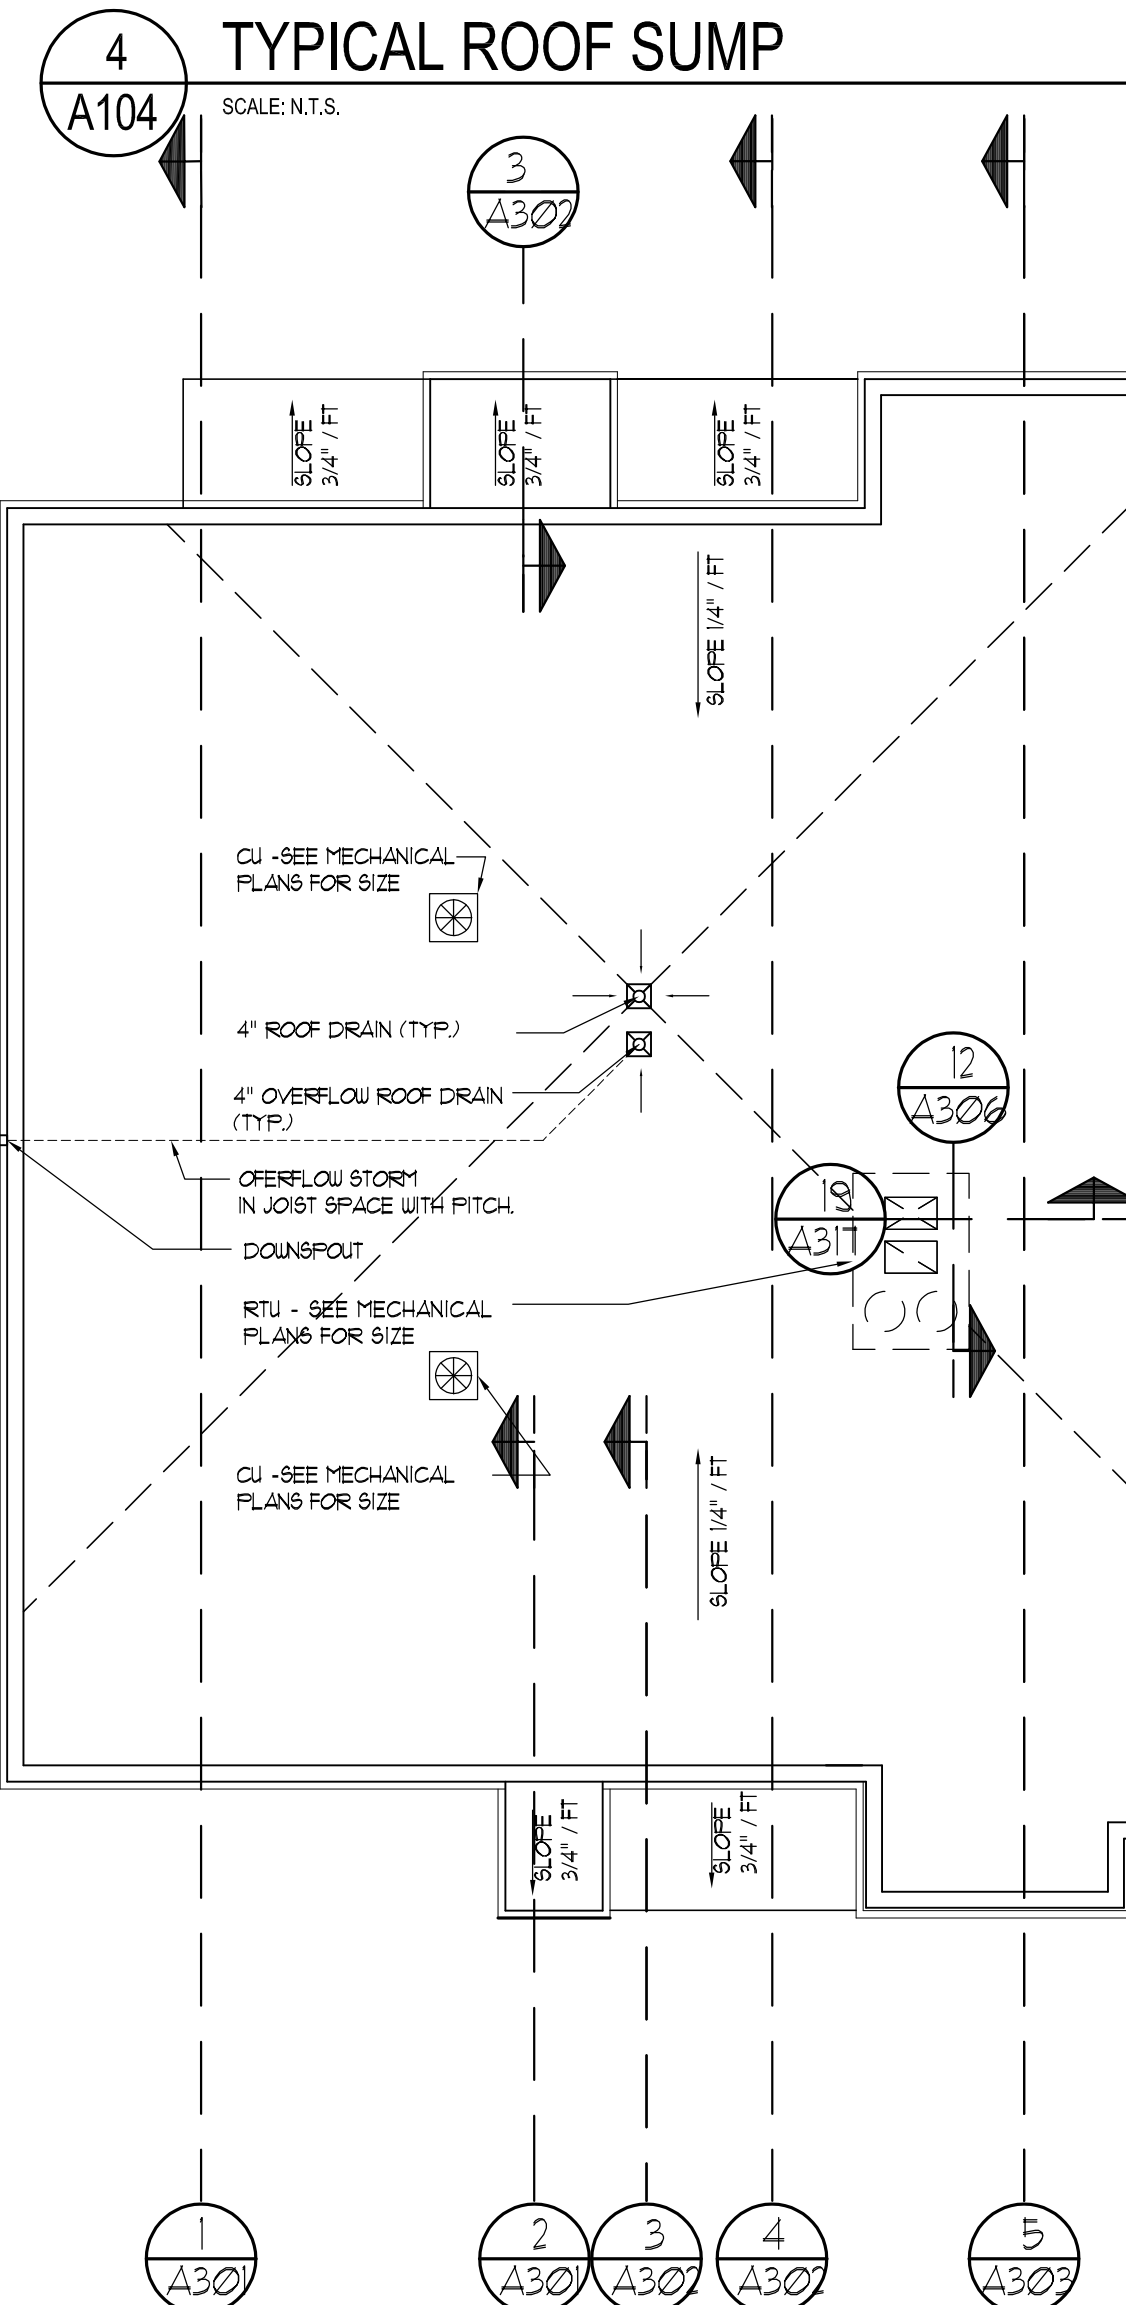 4
A104
TYPICAL ROOF SUMP
SCALE: N.T.S.
3
A302
SLOPE
3/4" / FT
SLOPE
3/4" / FT
SLOPE
3/4" / FT
SLOPE 1/4" / FT
CU -SEE MECHANICAL
PLANS FOR SIZE
4" ROOF DRAIN (TYP.)
4" OVERFLOW ROOF DRAIN
(TYP.)
12
A306
OFERFLOW STORM
IN JOIST SPACE WITH PITCH.
19
A317
DOWNSPOUT
RTU - SEE MECHANICAL
PLANS FOR SIZE
CU -SEE MECHANICAL
PLANS FOR SIZE
SLOPE 1/4" / FT
SLOPE
3/4" / FT
SLOPE
3/4" / FT
1
A301
2
A301
3
A302
4
A302
5
A303